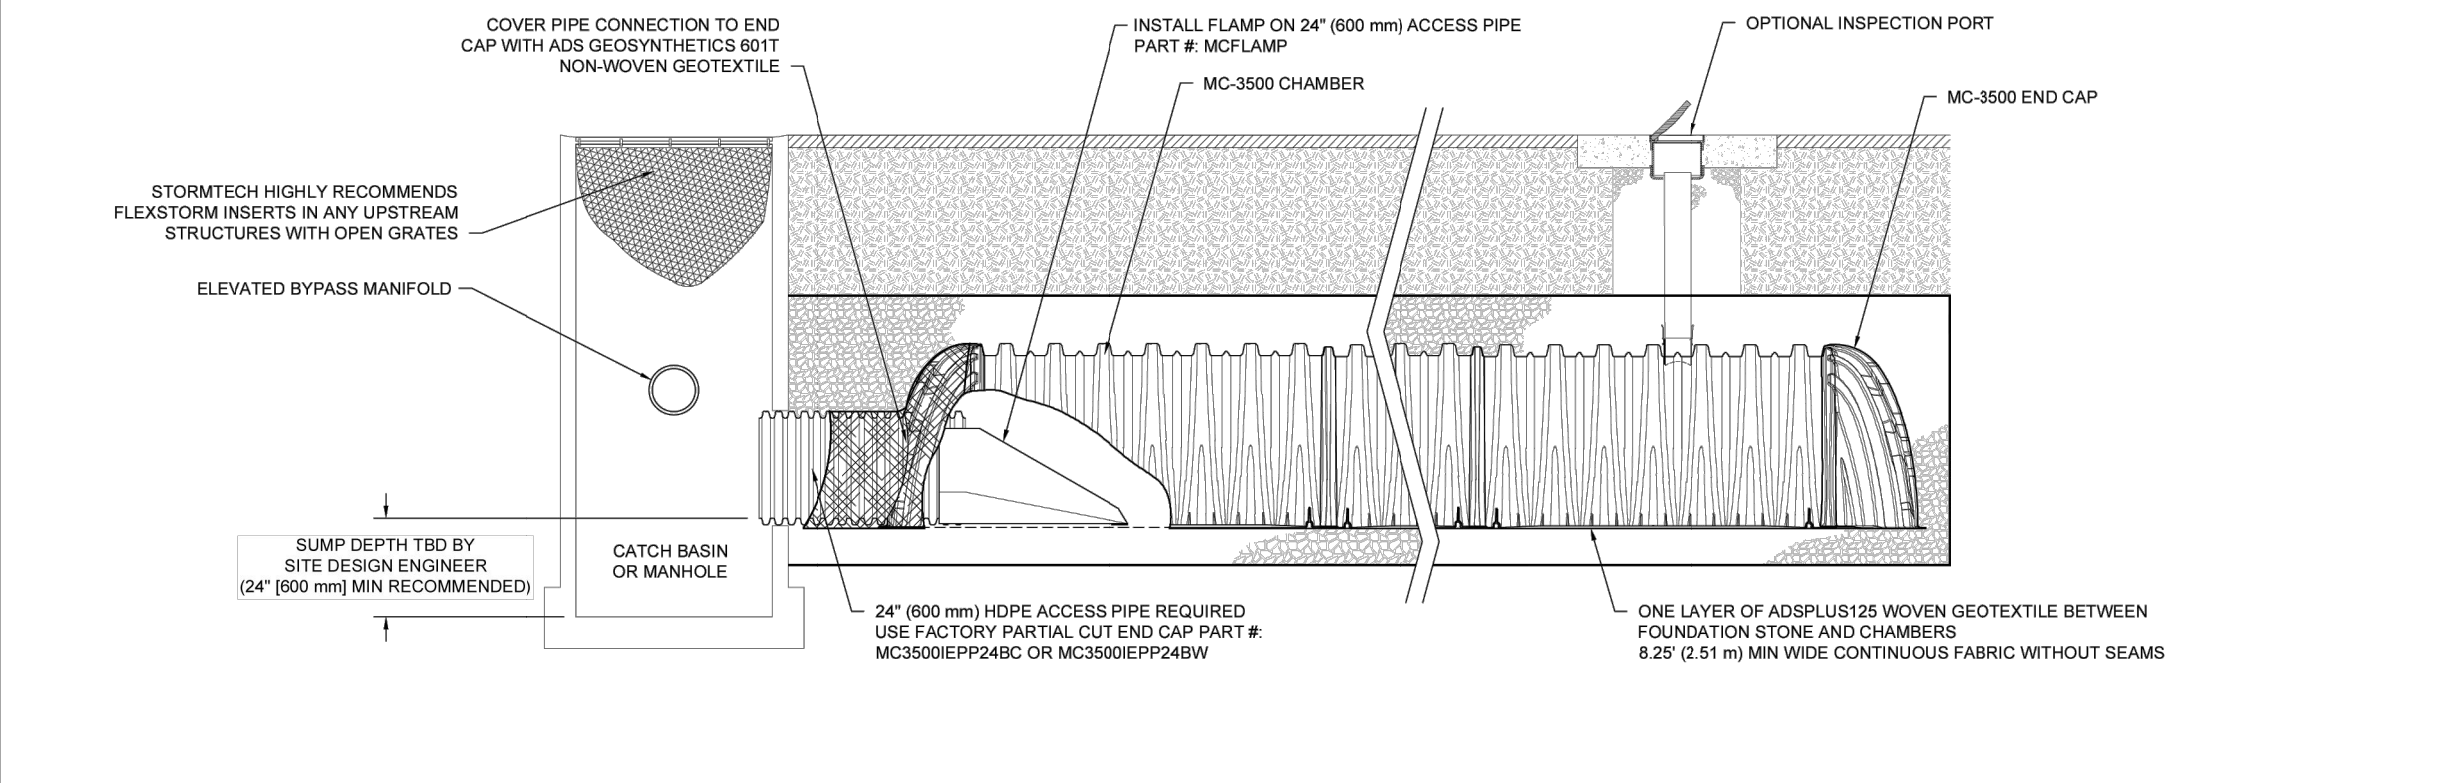 COVER PIPE CONNECTION TO END
CAP WITH ADS GEOSYNTHETICS 601T
NON-WOVEN GEOTEXTILE
INSTALL FLAMP ON 24" (600 mm) ACCESS PIPE
PART #: MCFLAMP
MC-3500 CHAMBER
OPTIONAL INSPECTION PORT
MC-3500 END CAP
STORMTECH HIGHLY RECOMMENDS
FLEXSTORM INSERTS IN ANY UPSTREAM
STRUCTURES WITH OPEN GRATES
ELEVATED BYPASS MANIFOLD
SUMP DEPTH TBD BY
SITE DESIGN ENGINEER
(24" [600 mm] MIN RECOMMENDED)
CATCH BASIN
OR MANHOLE
24" (600 mm) HDPE ACCESS PIPE REQUIRED
USE FACTORY PARTIAL CUT END CAP PART #:
MC3500IEPP24BC OR MC3500IEPP24BW
ONE LAYER OF ADSPLUS125 WOVEN GEOTEXTILE BETWEEN
FOUNDATION STONE AND CHAMBERS
8.25' (2.51 m) MIN WIDE CONTINUOUS FABRIC WITHOUT SEAMS